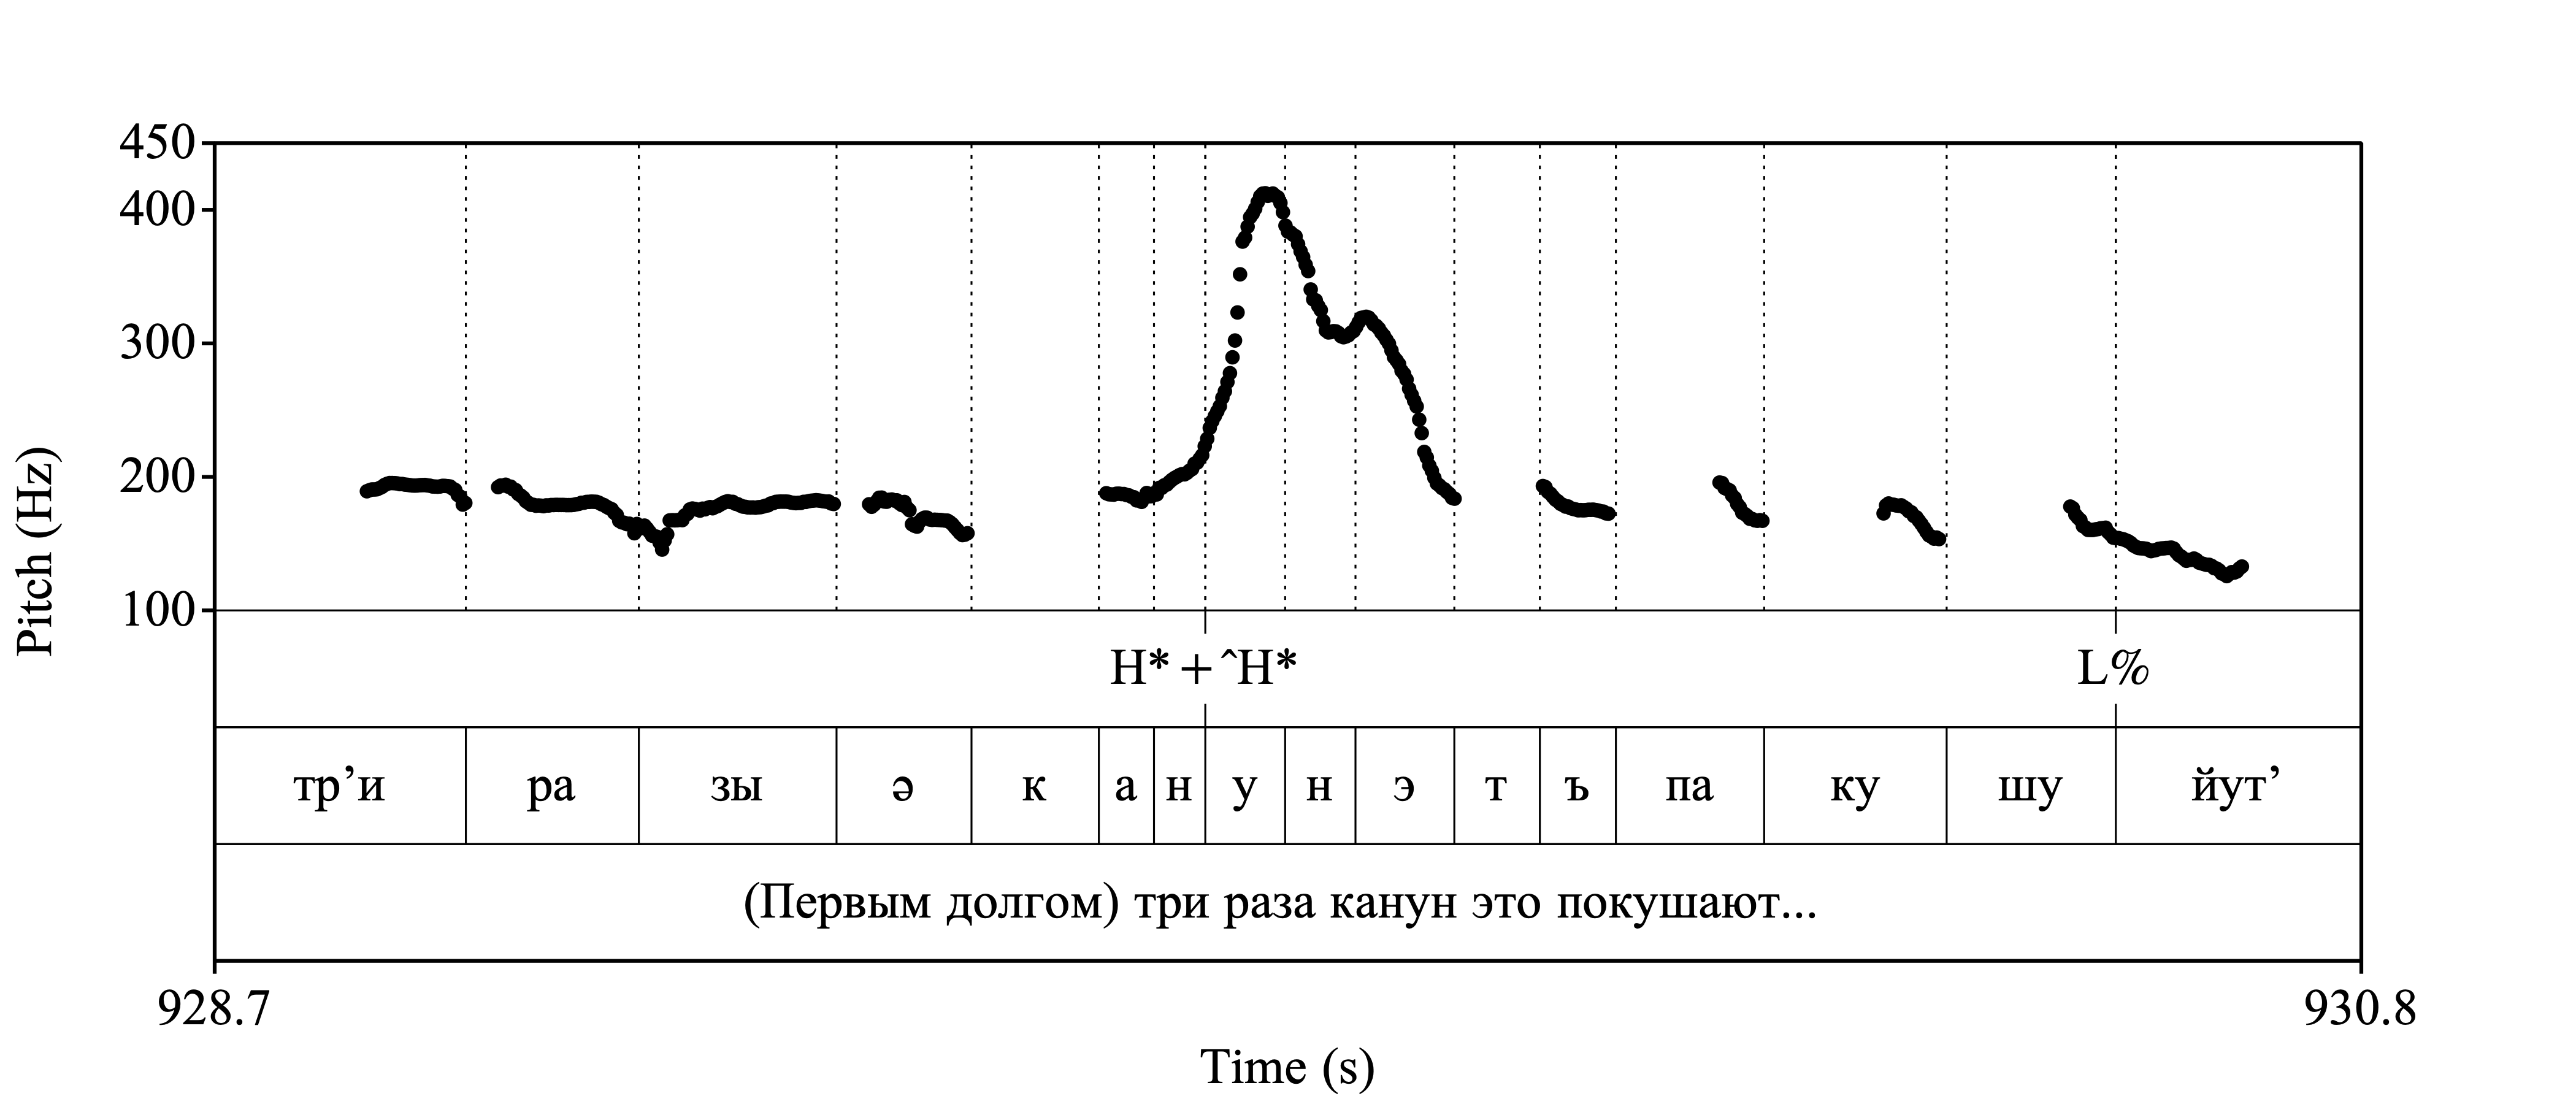 450
400
300
200
100
Pitch (Hz)
H* + ˆH* L%
тр’и ра зы ə к а н у н э т ъ па ку шу йут’
(Первым долгом) три раза канун это покушают...
928.7 930.8
Time (s)